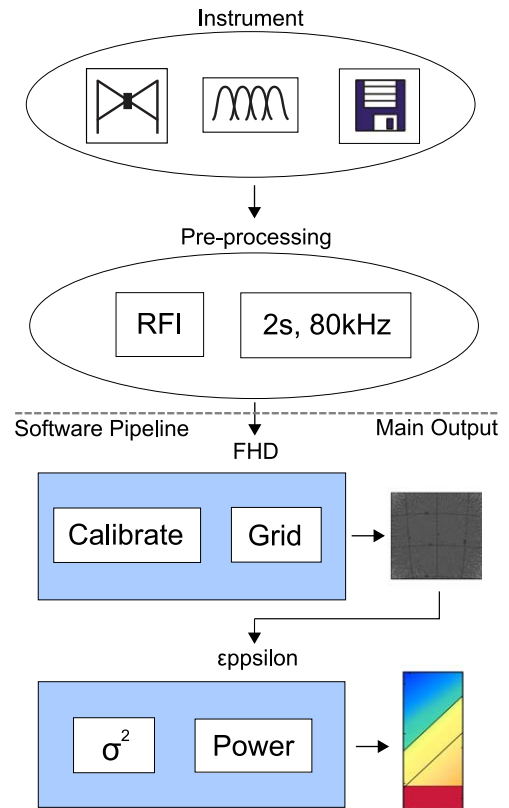 Instrument
Pre-processing
RFI
2s, 80kHz
Software Pipeline
Main Output
FHD
Calibrate
Grid
εppsilon
σ²
Power